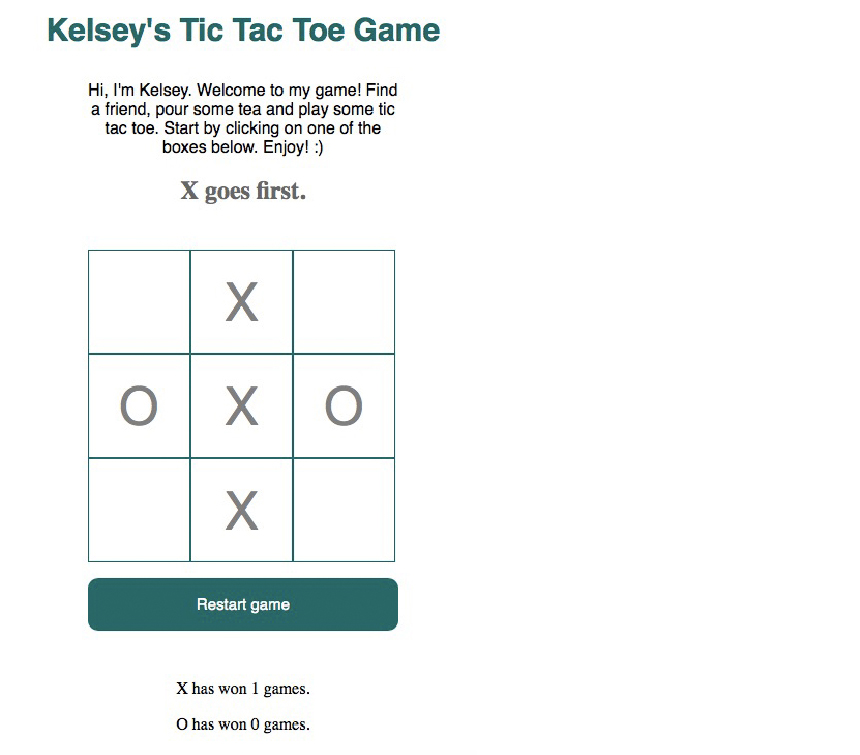 Kelsey's Tic Tac Toe Game
Hi, I'm Kelsey. Welcome to my game! Find
a friend, pour some tea and play some tic
tac toe. Start by clicking on one of the
boxes below. Enjoy! :)
X goes first.
X
O X O
X
Restart game
X has won 1 games.
O has won 0 games.